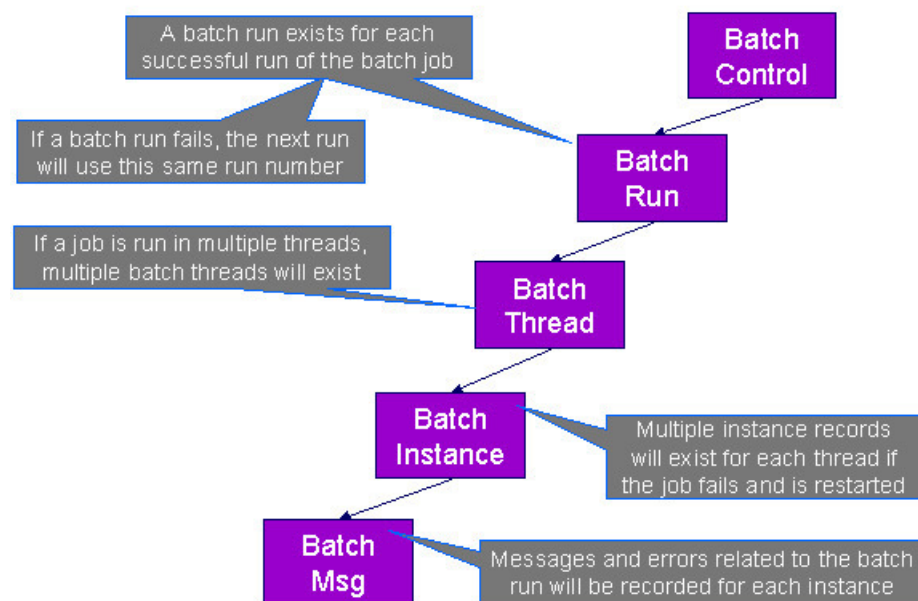 A batch run exists for each
successful run of the batch job
Batch
Control
If a batch run fails, the next run
will use this same run number
Batch
Run
If a job is run in multiple threads,
multiple batch threads will exist
Batch
Thread
Batch
Instance
Multiple instance records
will exist for each thread if
the job fails and is restarted
Batch
Msg
Messages and errors related to the batch
run will be recorded for each instance